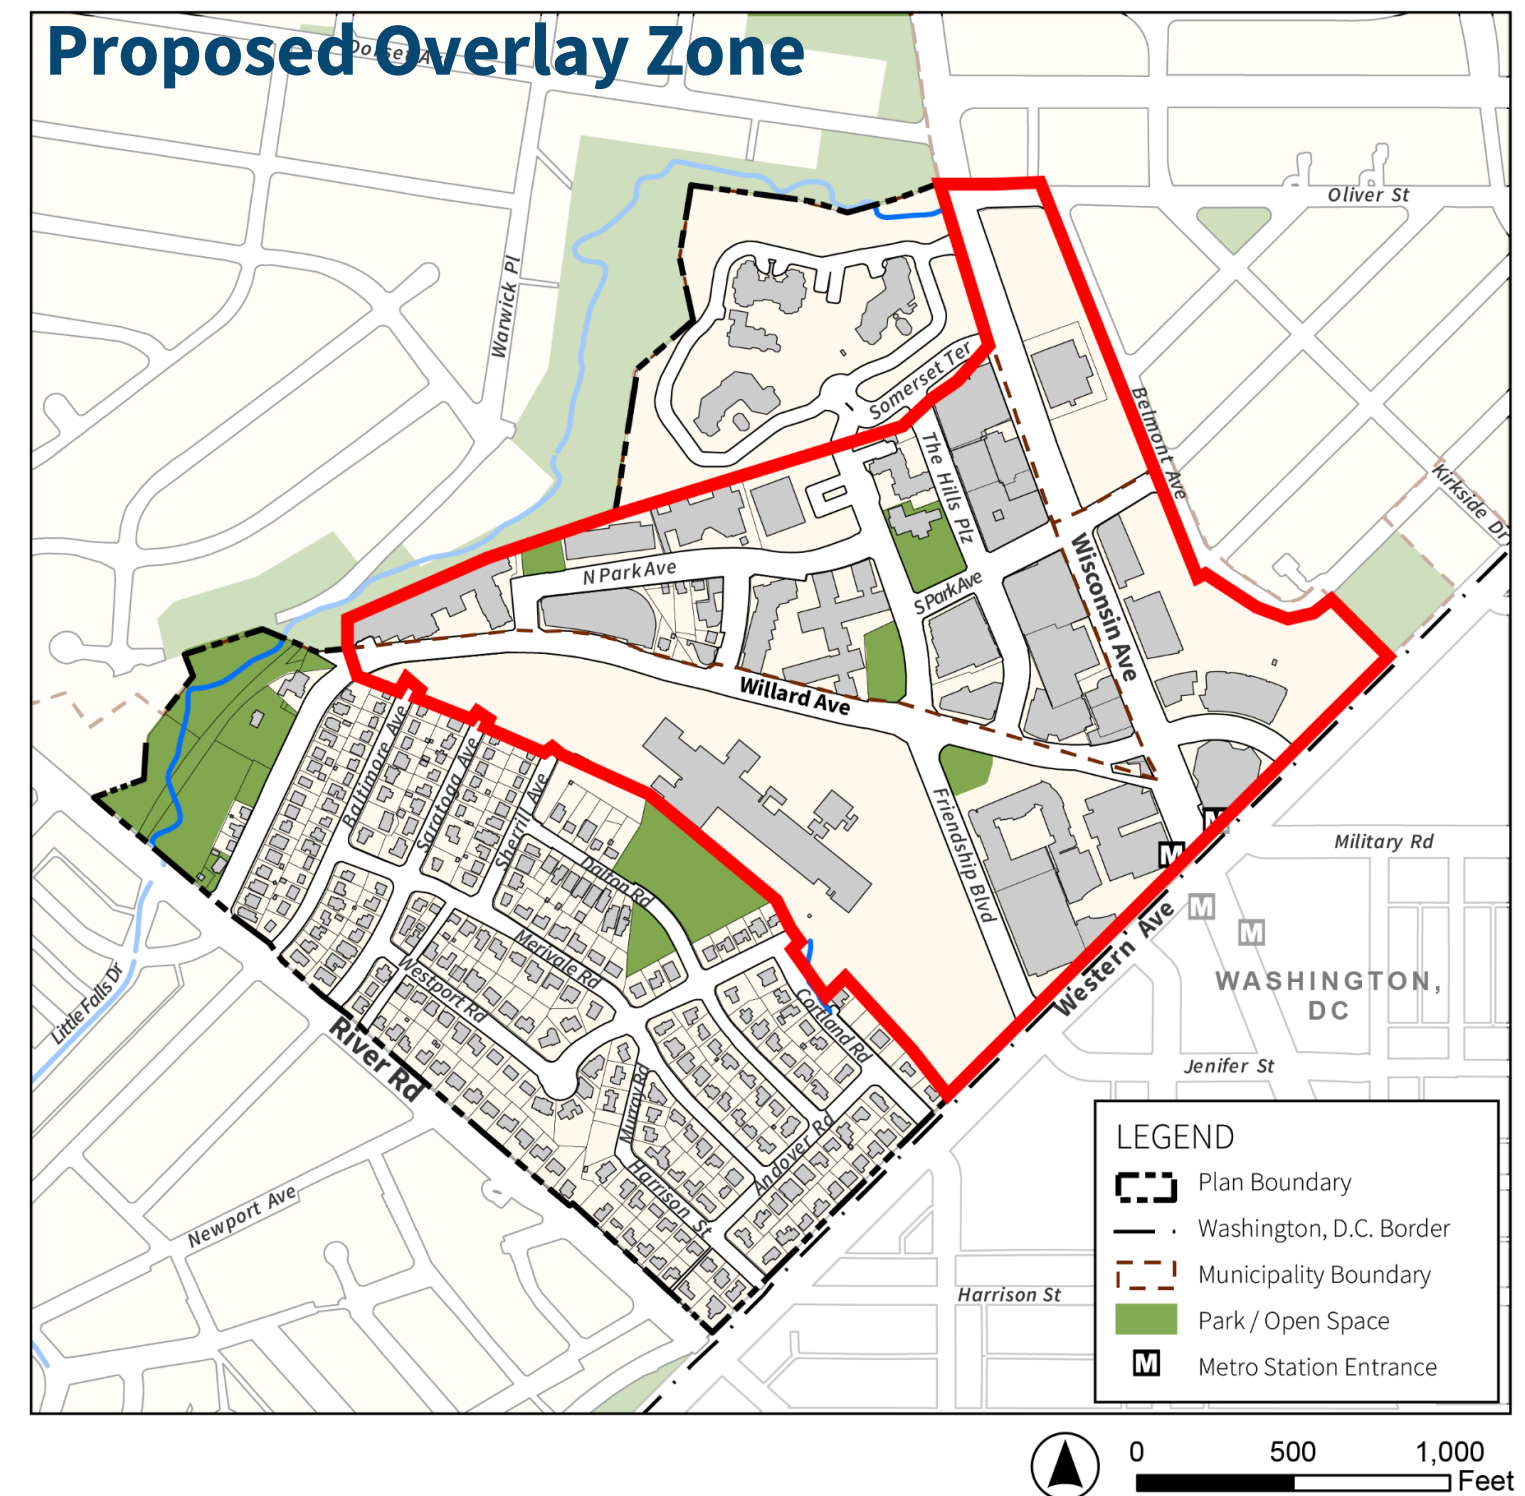 Proposed Overlay Zone
Dorset Av
Oliver St
Warwick Pl
Somerset Ter
Belmont Ave
The Hills Plz
Kirkside Dr
N Park Ave
S Park Ave
Wisconsin Ave
Willard Ave
Baltimore Ave
Saratoga Ave
Sherrill Ave
Friendship Blvd
Military Rd
M
M
M
M
Dalton Rd
Merivale Rd
Westport Rd
Western Ave
WASHINGTON,
DC
Little Falls Dr
Cortland Rd
River Rd
Jenifer St
Murray Rd
Andover Rd
Harrison St
Newport Ave
Harrison St
LEGEND
Plan Boundary
Washington, D.C. Border
Municipality Boundary
Park / Open Space
M Metro Station Entrance
0 500 1,000
Feet